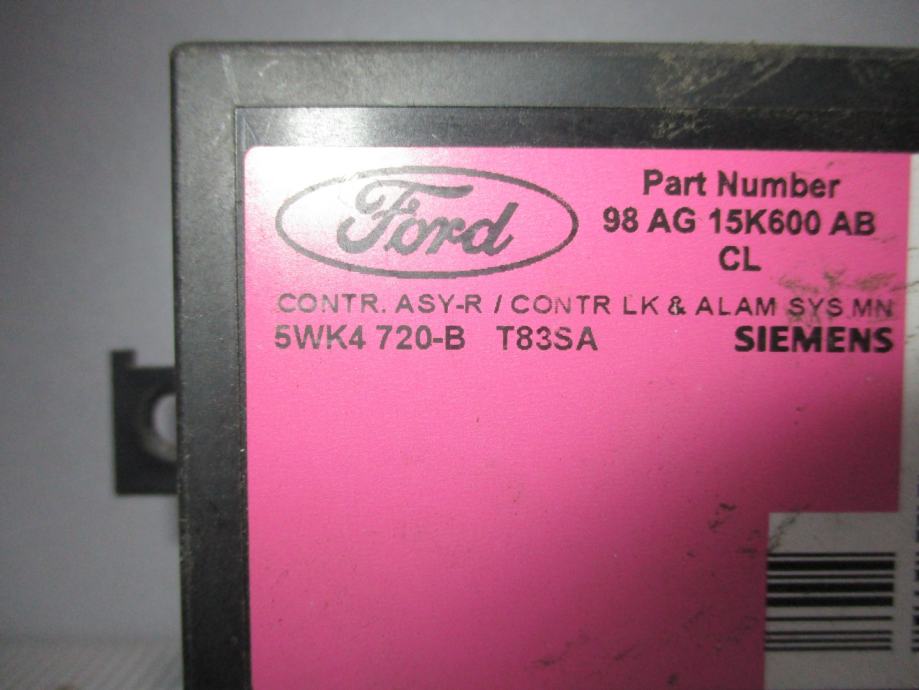 Ford
Part Number
98 AG 15K600 AB
CL
CONTR. ASY-R / CONTR LK & ALAM SYS MN
5WK4 720-B T83SA
SIEMENS